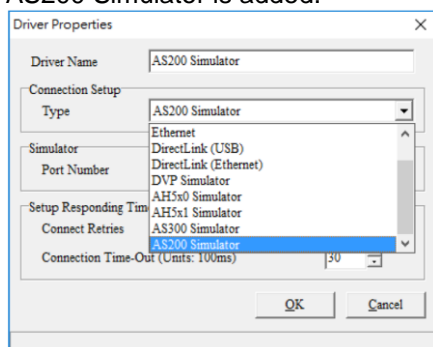 AS200 Simulator is added.
Driver Properties
Driver Name AS200 Simulator
Connection Setup
Type AS200 Simulator
Ethernet
DirectLink (USB)
Simulator
DirectLink (Ethernet)
Port Number
DVP Simulator
AH5x0 Simulator
Setup Responding Tim
AH5x1 Simulator
Connect Retries
AS300 Simulator
AS200 Simulator
Connection Time-Out (Units: 100ms) 30
OK Cancel